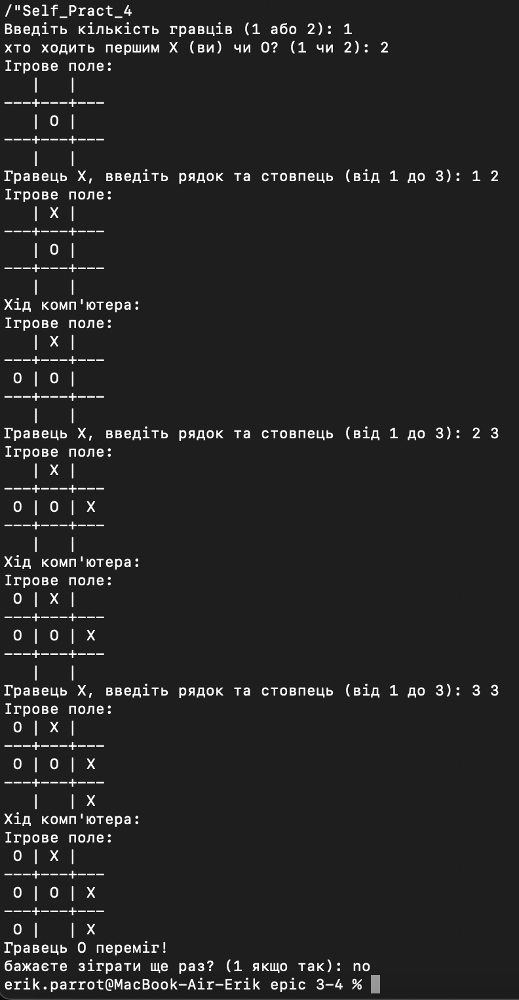 /"Self_Pract_4
Введіть кількість гравців (1 або 2): 1
хто ходить першим X (ви) чи O? (1 чи 2): 2
Ігрове поле:
   |   |
---+---+---
   | O |
---+---+---
   |   |
Гравець X, введіть рядок та стовпець (від 1 до 3): 1 2
Ігрове поле:
   | X |
---+---+---
   | O |
---+---+---
   |   |
Хід комп'ютера:
Ігрове поле:
   | X |
---+---+---
 O | O |
---+---+---
   |   |
Гравець X, введіть рядок та стовпець (від 1 до 3): 2 3
Ігрове поле:
   | X |
---+---+---
 O | O | X
---+---+---
   |   |
Хід комп'ютера:
Ігрове поле:
 O | X |
---+---+---
 O | O | X
---+---+---
   |   |
Гравець X, введіть рядок та стовпець (від 1 до 3): 3 3
Ігрове поле:
 O | X |
---+---+---
 O | O | X
---+---+---
   |   | X
Хід комп'ютера:
Ігрове поле:
 O | X |
---+---+---
 O | O | X
---+---+---
 O |   | X
Гравець O переміг!
бажаєте зіграти ще раз? (1 якщо так): no
erik.parrot@MacBook-Air-Erik epic 3-4 %